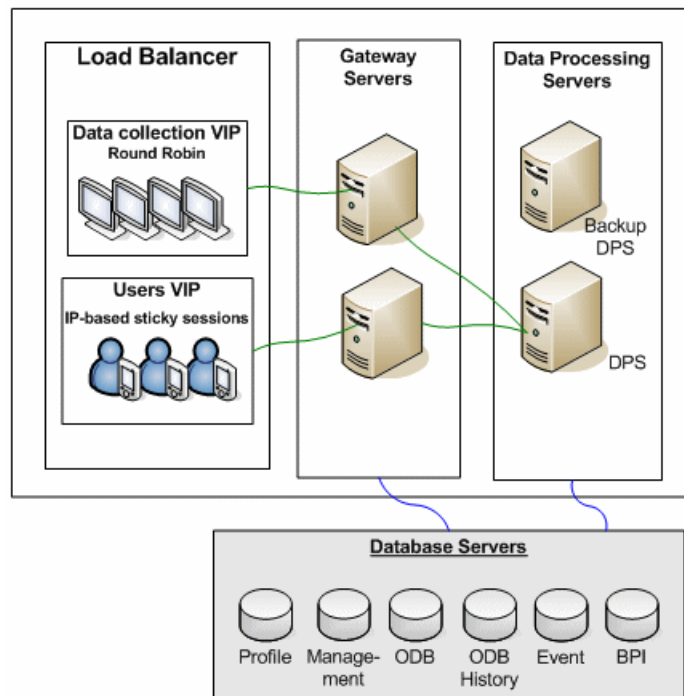 Load Balancer
Data collection VIP
Round Robin
Users VIP
IP-based sticky sessions
Gateway
Servers
Data Processing
Servers
Backup
DPS
DPS
Database Servers
Profile
Manage-
ment
ODB
ODB
History
Event
BPI